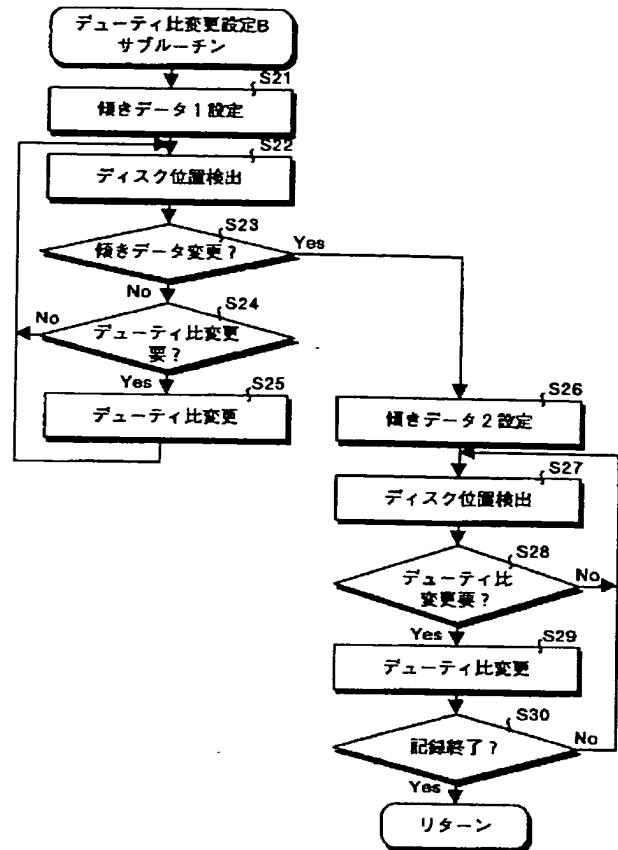 デューティ比変更設定B
サブルーチン
S21
傾きデータ1設定
S22
ディスク位置検出
S23
傾きデータ変更?
Yes
No
S24
No
デューティ比変更
要?
Yes
S25
デューティ比変更
S26
傾きデータ2設定
S27
ディスク位置検出
S28
デューティ比
変更要?
No
Yes
S29
デューティ比変更
S30
記録終了?
No
Yes
リターン